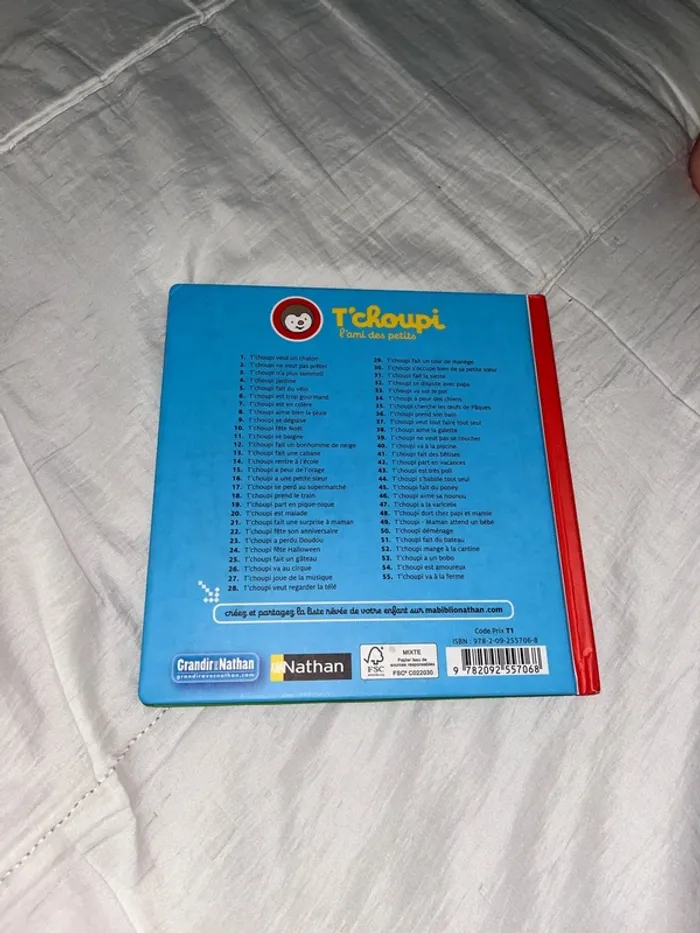 T'choupi
l'ami des petits
1. T'choupi veut un chaton
2. T'choupi ne veut pas prêter
3. T'choupi n'a plus sommeil
4. T'choupi jardine
5. T'choupi fait du vélo
6. T'choupi est trop gourmand
7. T'choupi est en colère
8. T'choupi aime bien la pluie
9. T'choupi se déguise
10. T'choupi fête Noël
11. T'choupi se baigne
12. T'choupi fait un bonhomme de neige
13. T'choupi fait une cabane
14. T'choupi rentre à l'école
15. T'choupi a peur de l'orage
16. T'choupi a une petite sœur
17. T'choupi se perd au supermarché
18. T'choupi prend le train
19. T'choupi part en pique-nique
20. T'choupi est malade
21. T'choupi fait une surprise à maman
22. T'choupi fête son anniversaire
23. T'choupi a perdu Doudou
24. T'choupi fête Halloween
25. T'choupi fait un gâteau
26. T'choupi va au cirque
27. T'choupi joue de la musique
28. T'choupi veut regarder la télé
29. T'choupi fait un tour de manège
30. T'choupi s'occupe bien de sa petite sœur
31. T'choupi fait la sieste
32. T'choupi se dispute avec papa
33. T'choupi va sur le pot
34. T'choupi a peur des chiens
35. T'choupi cherche les œufs de Pâques
36. T'choupi prend son bain
37. T'choupi veut tout faire tout seul
38. T'choupi aime la galette
39. T'choupi ne veut pas se coucher
40. T'choupi va à la piscine
41. T'choupi fait des bêtises
42. T'choupi part en vacances
43. T'choupi est très poli
44. T'choupi s'habille tout seul
45. T'choupi fait du poney
46. T'choupi aime sa nounou
47. T'choupi a la varicelle
48. T'choupi dort chez papi et mamie
49. T'choupi - Maman attend un bébé
50. T'choupi déménage
51. T'choupi fait du bateau
52. T'choupi mange à la cantine
53. T'choupi a un bobo
54. T'choupi est amoureux
55. T'choupi va à la ferme
créez et partagez la liste rêvée de votre enfant sur mabiblionathan.com
Code Prix T1
ISBN : 978-2-09-255706-8
Grandir avec Nathan
grandiravecnathan.com
Nathan
FSC
MIXTE
Papier issu de
sources responsables
FSC® C022030
9 782092 557068